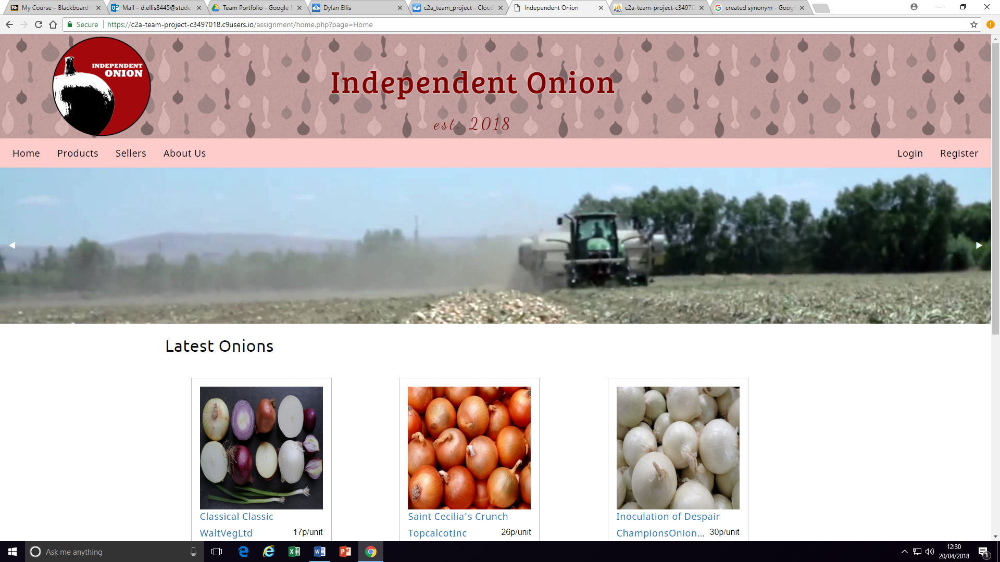 My Course – Blackboard
Mail – d.ellis8445@stude
Team Portfolio - Google
Dylan Ellis
c2a_team_project - Cloud
Independent Onion
c2a-team-project-c34970
created synonym - Goog
Secure
https://c2a-team-project-c3497018.c9users.io/assignment/home.php?page=Home
INDEPENDENT
ONION
Independent Onion
est. 2018
Home
Products
Sellers
About Us
Login
Register
Latest Onions
Classical Classic
WaltVegLtd
17p/unit
Saint Cecilia's Crunch
TopcalcotInc
26p/unit
Inoculation of Despair
ChampionsOnion...
30p/unit
Ask me anything
12:30
20/04/2018
1